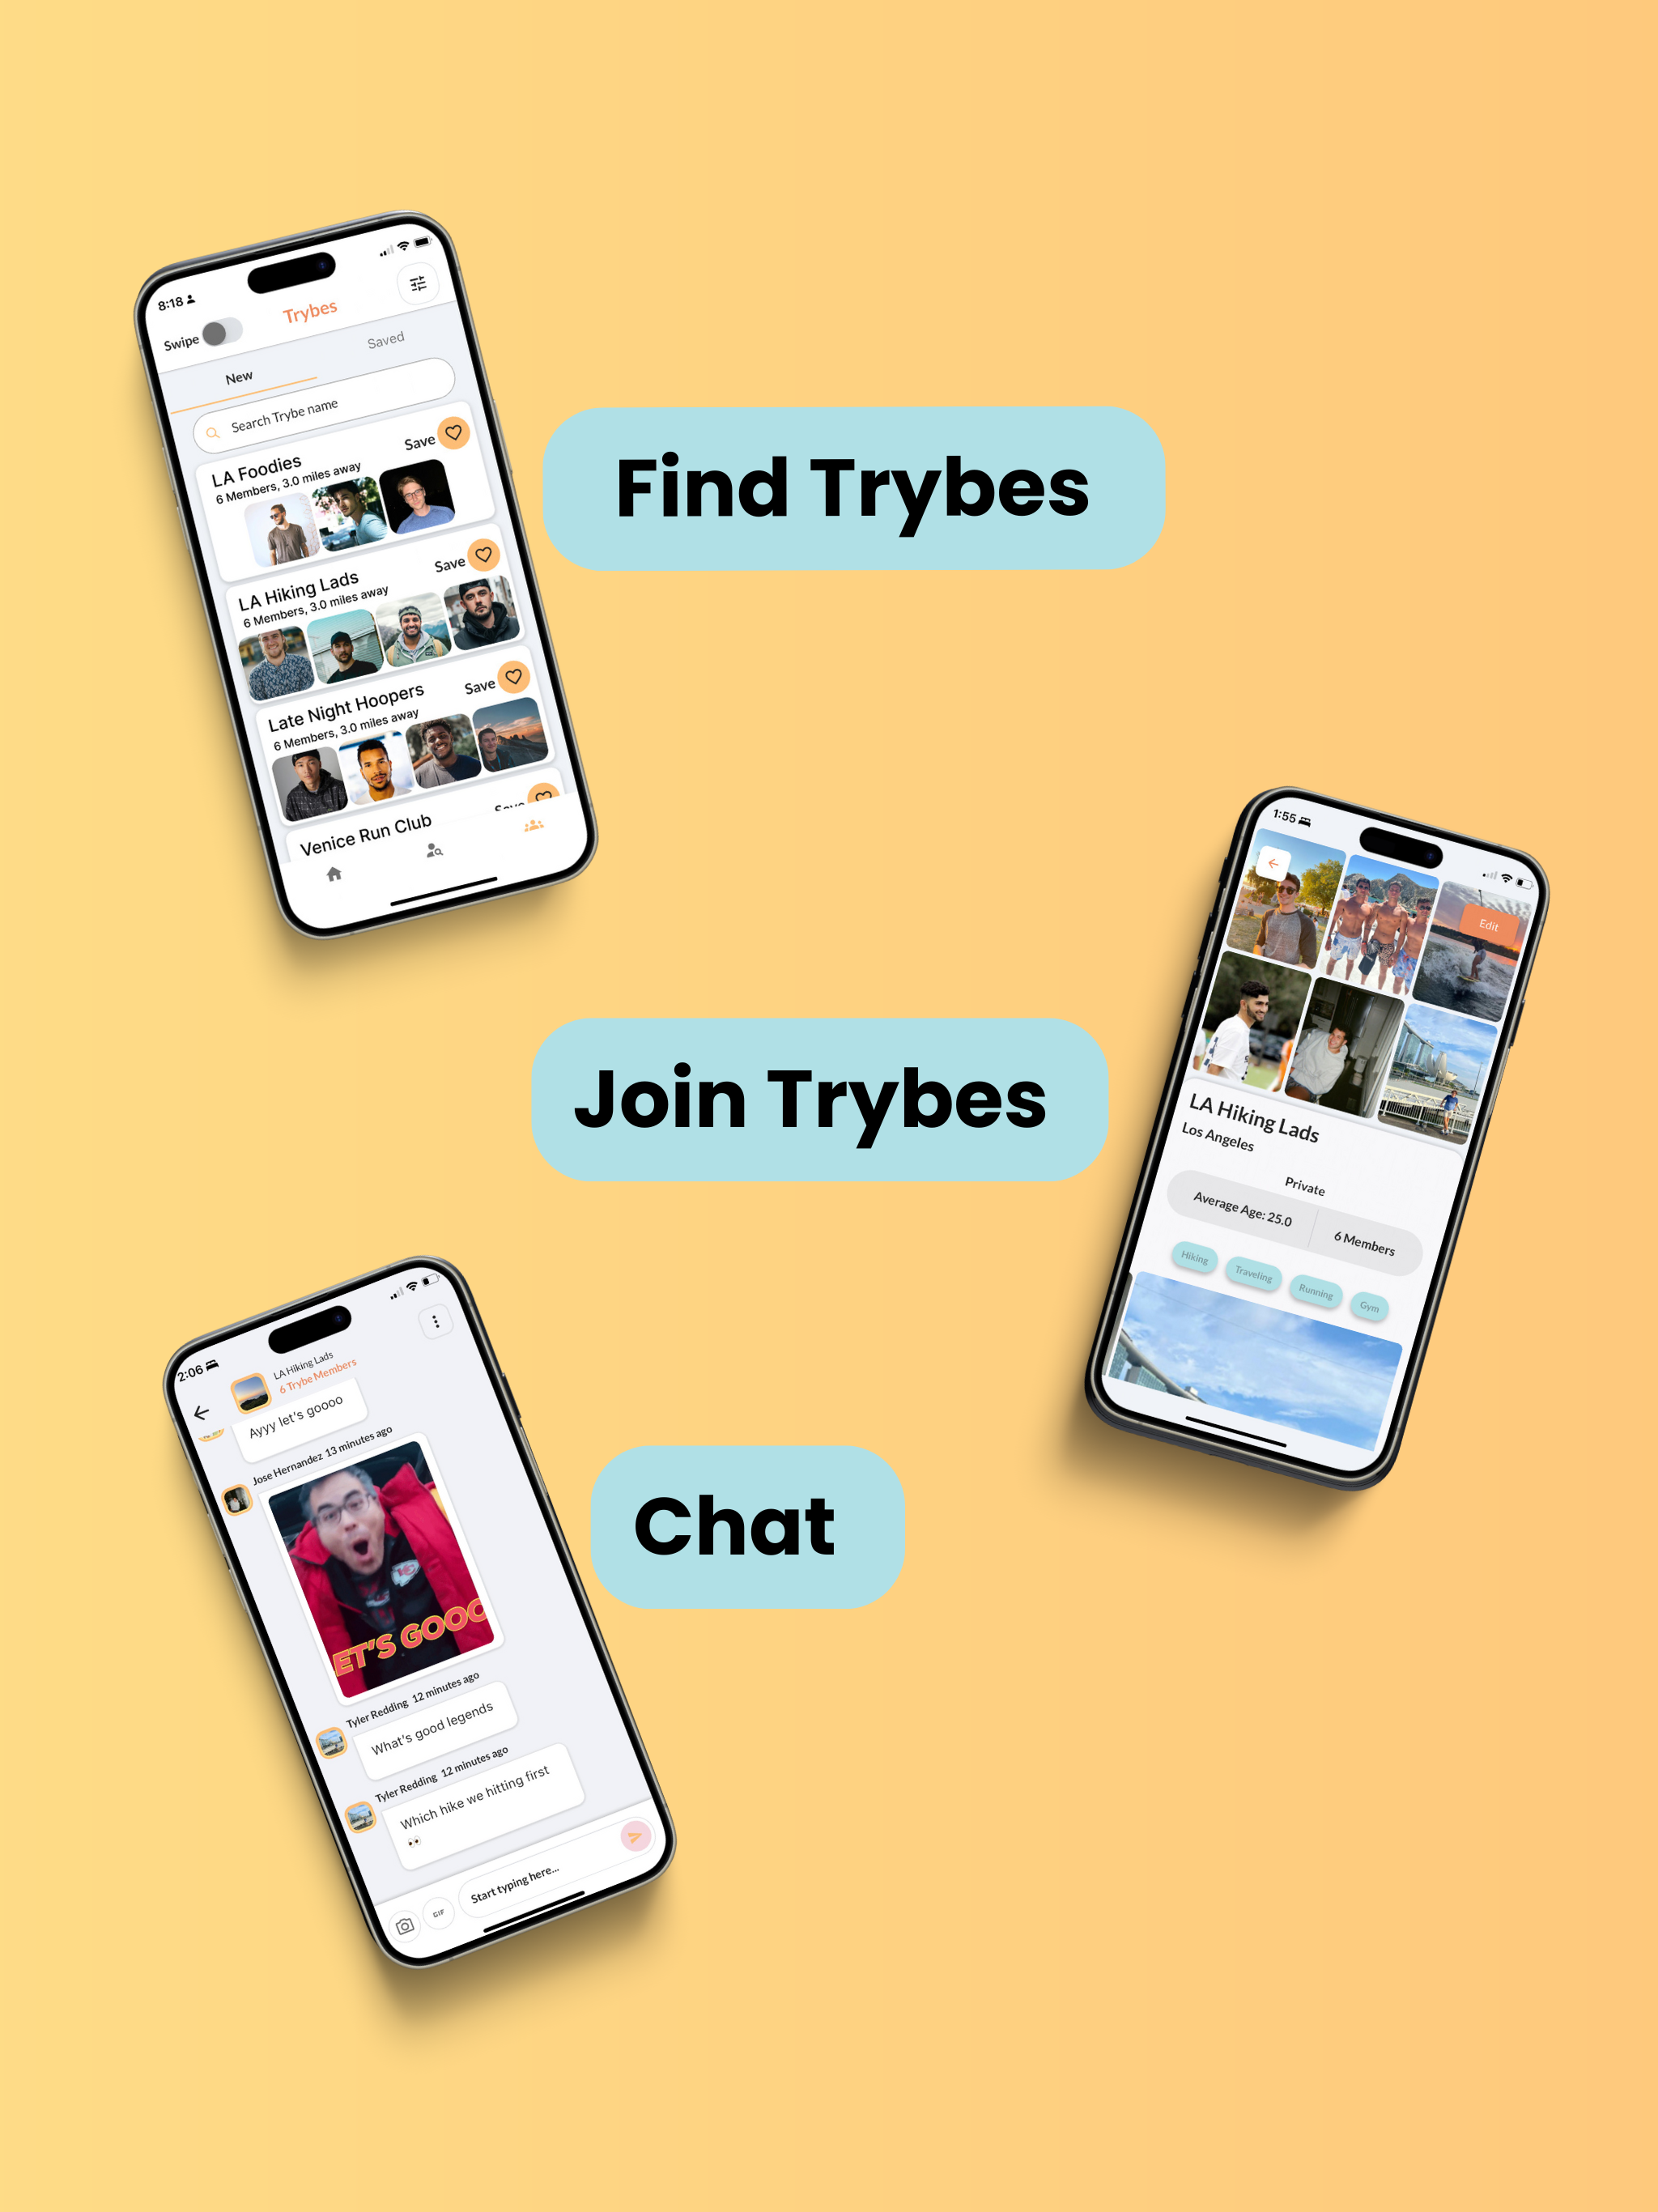 8:18
Swipe
Trybes
New
Saved
Search Trybe name
LA Foodies
6 Members, 3.0 miles away
Save
LA Hiking Lads
6 Members, 3.0 miles away
Save
Late Night Hoopers
6 Members, 3.0 miles away
Save
Venice Run Club
Save
Find Trybes
1:55
Edit
LA Hiking Lads
Los Angeles
Private
Average Age: 25.0
6 Members
Hiking
Traveling
Running
Gym
Join Trybes
2:06
LA Hiking Lads
6 Trybe Members
Ayyy let's goooo
Jose Hernandez 13 minutes ago
KC
ET'S GOOO
Tyler Redding 12 minutes ago
What's good legends
Tyler Redding 12 minutes ago
Which hike we hitting first
👀
GIF
Start typing here...
Chat